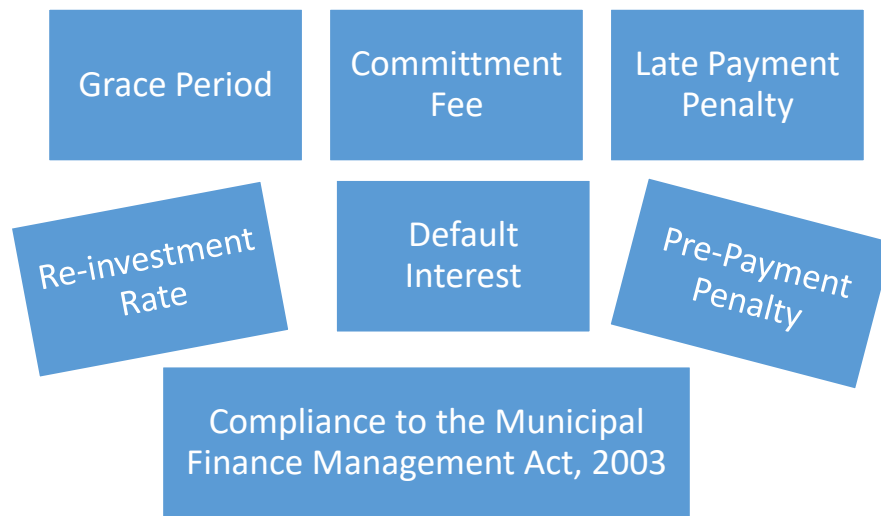 Grace Period
Committment
Fee
Late Payment
Penalty
Re-investment
Rate
Default
Interest
Pre-Payment
Penalty
Compliance to the Municipal
Finance Management Act, 2003